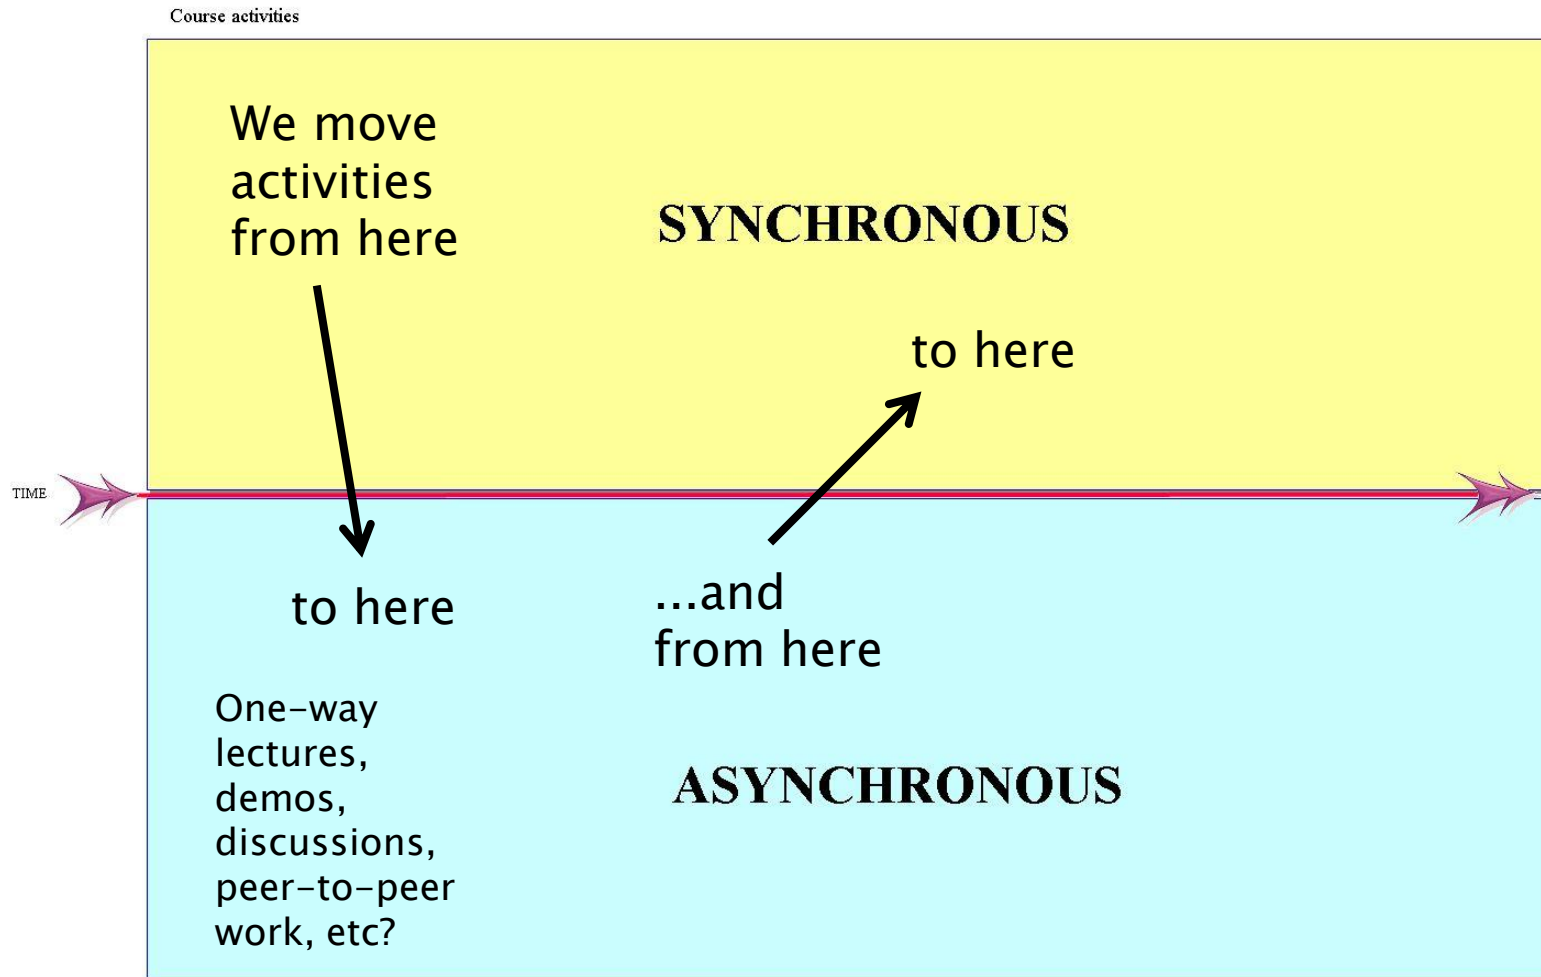 Course activities
We move
activities
from here
SYNCHRONOUS
to here
TIME
to here
...and
from here
One-way
lectures,
demos,
discussions,
peer-to-peer
work, etc?
ASYNCHRONOUS